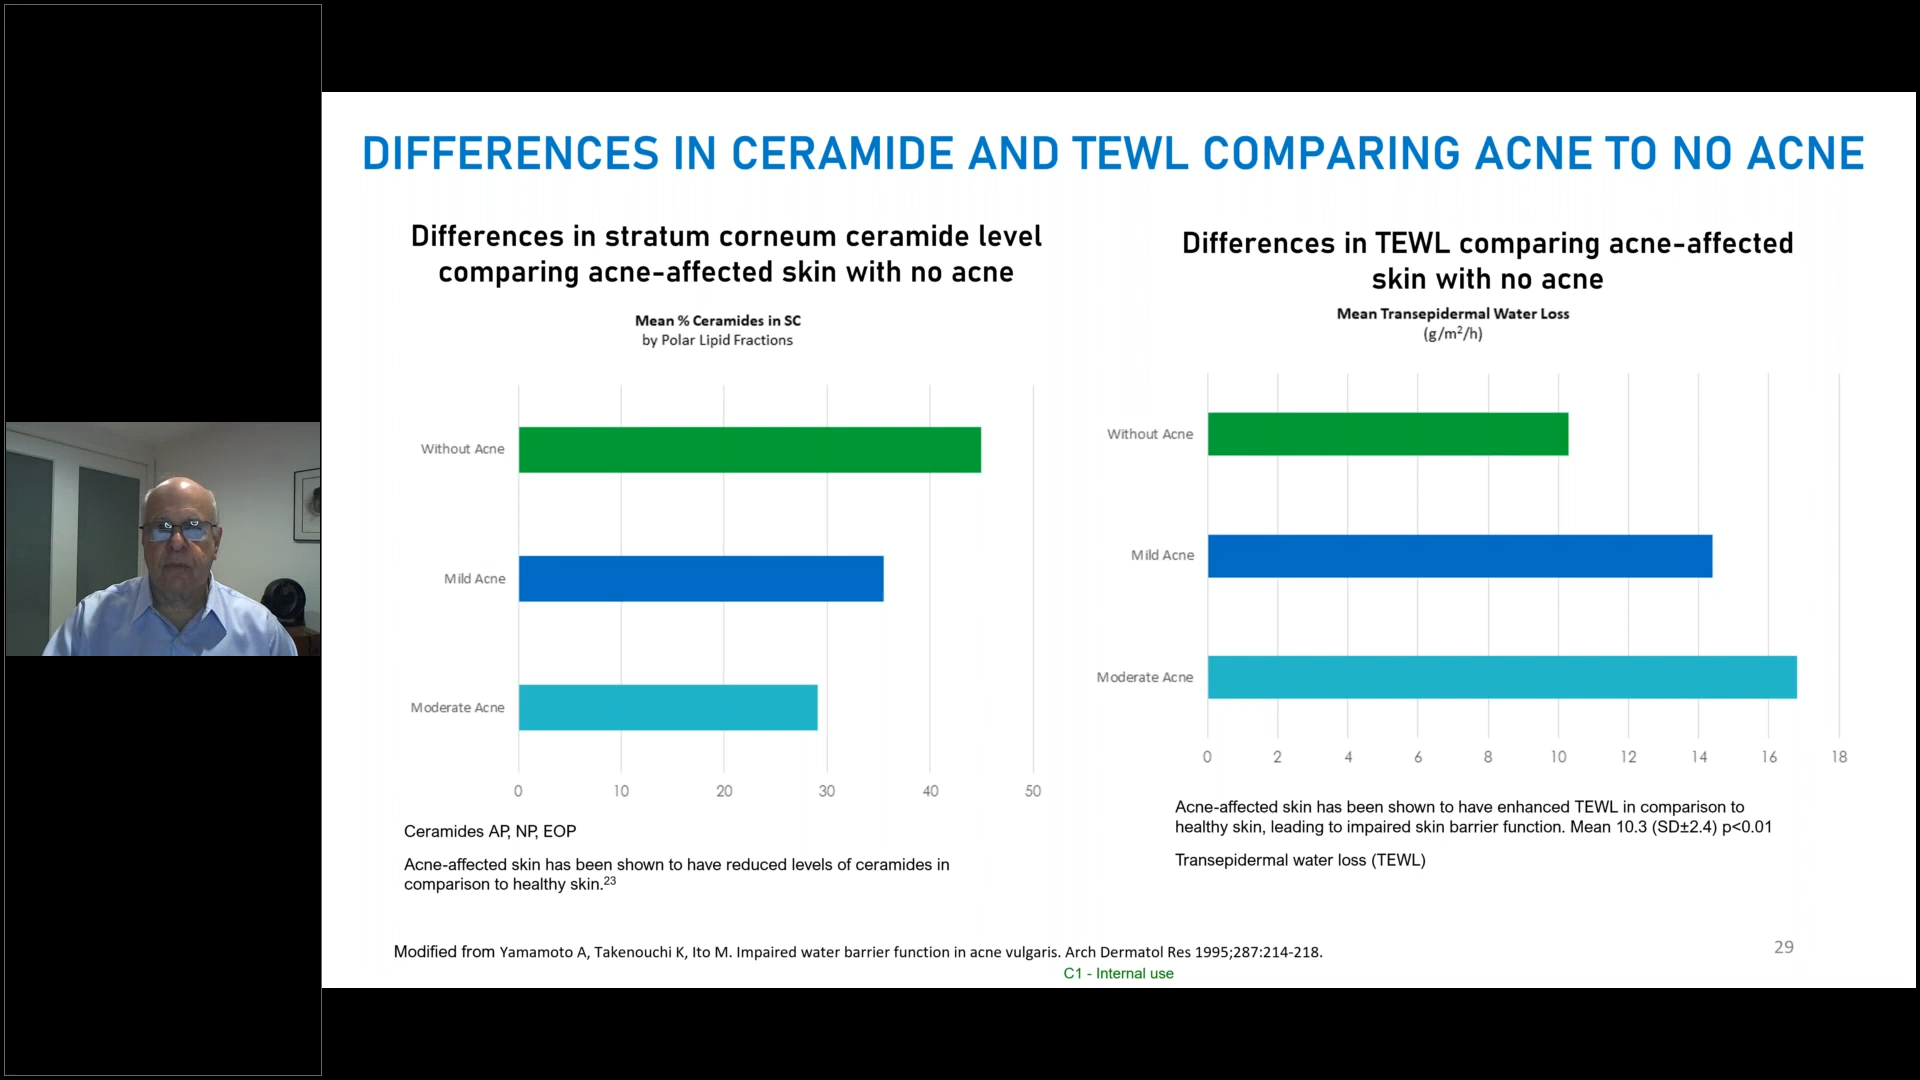 DIFFERENCES IN CERAMIDE AND TEWL COMPARING ACNE TO NO ACNE
Differences in stratum corneum ceramide level
comparing acne-affected skin with no acne
Mean % Ceramides in SC
by Polar Lipid Fractions
Without Acne
Mild Acne
Moderate Acne
0 10 20 30 40 50
Ceramides AP, NP, EOP
Acne-affected skin has been shown to have reduced levels of ceramides in
comparison to healthy skin.23
Differences in TEWL comparing acne-affected
skin with no acne
Mean Transepidermal Water Loss
(g/m²/h)
Without Acne
Mild Acne
Moderate Acne
0 2 4 6 8 10 12 14 16 18
Acne-affected skin has been shown to have enhanced TEWL in comparison to
healthy skin, leading to impaired skin barrier function. Mean 10.3 (SD±2.4) p<0.01
Transepidermal water loss (TEWL)
Modified from Yamamoto A, Takenouchi K, Ito M. Impaired water barrier function in acne vulgaris. Arch Dermatol Res 1995;287:214-218.
29
C1 - Internal use